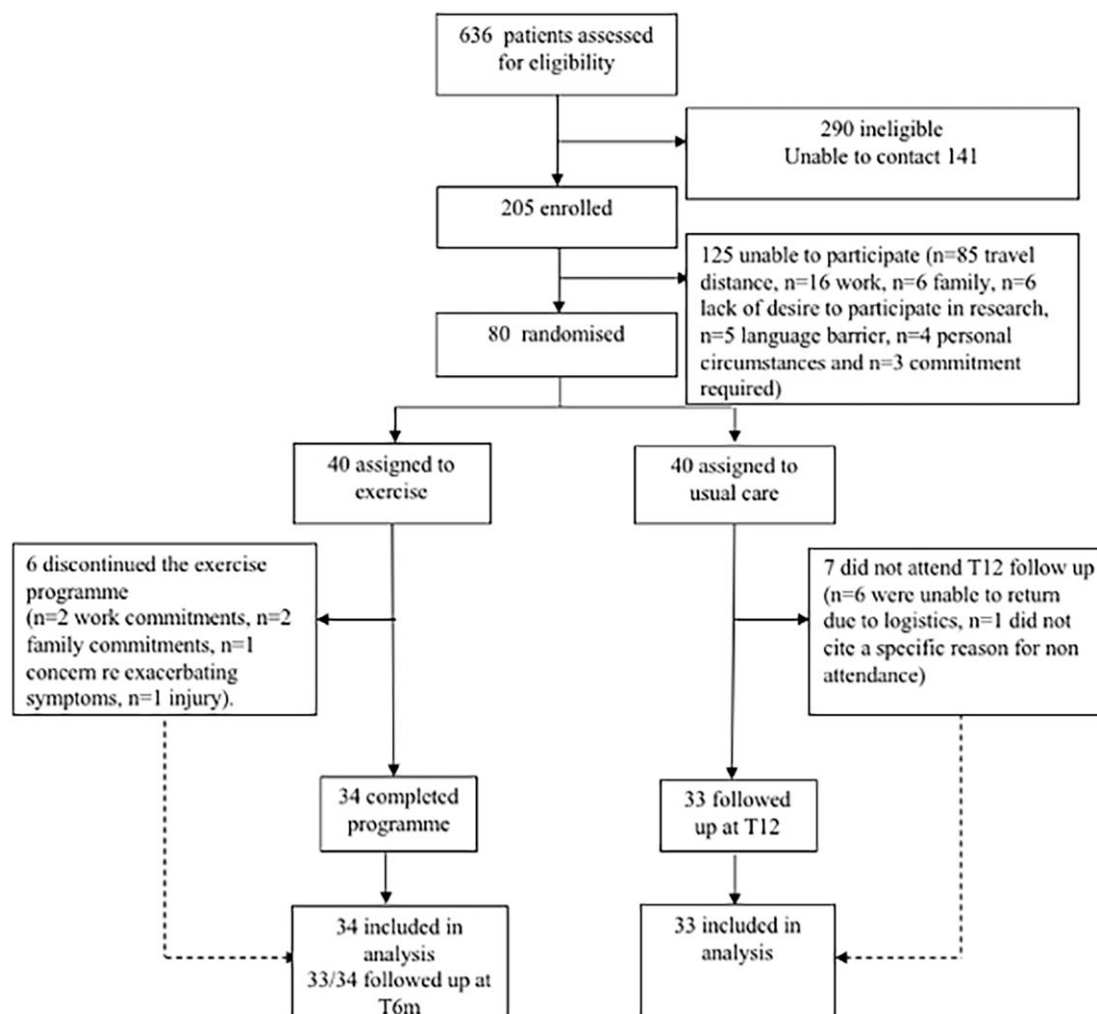 636 patients assessed
for eligibility
290 ineligible
Unable to contact 141
205 enrolled
125 unable to participate (n=85 travel
distance, n=16 work, n=6 family, n=6
lack of desire to participate in research,
n=5 language barrier, n=4 personal
circumstances and n=3 commitment
required)
80 randomised
40 assigned to
exercise
40 assigned to
usual care
6 discontinued the exercise
programme
(n=2 work commitments, n=2
family commitments, n=1
concern re exacerbating
symptoms, n=1 injury).
7 did not attend T12 follow up
(n=6 were unable to return
due to logistics, n=1 did not
cite a specific reason for non
attendance)
34 completed
programme
33 followed
up at T12
34 included in
analysis
33/34 followed up at
T6m
33 included in
analysis